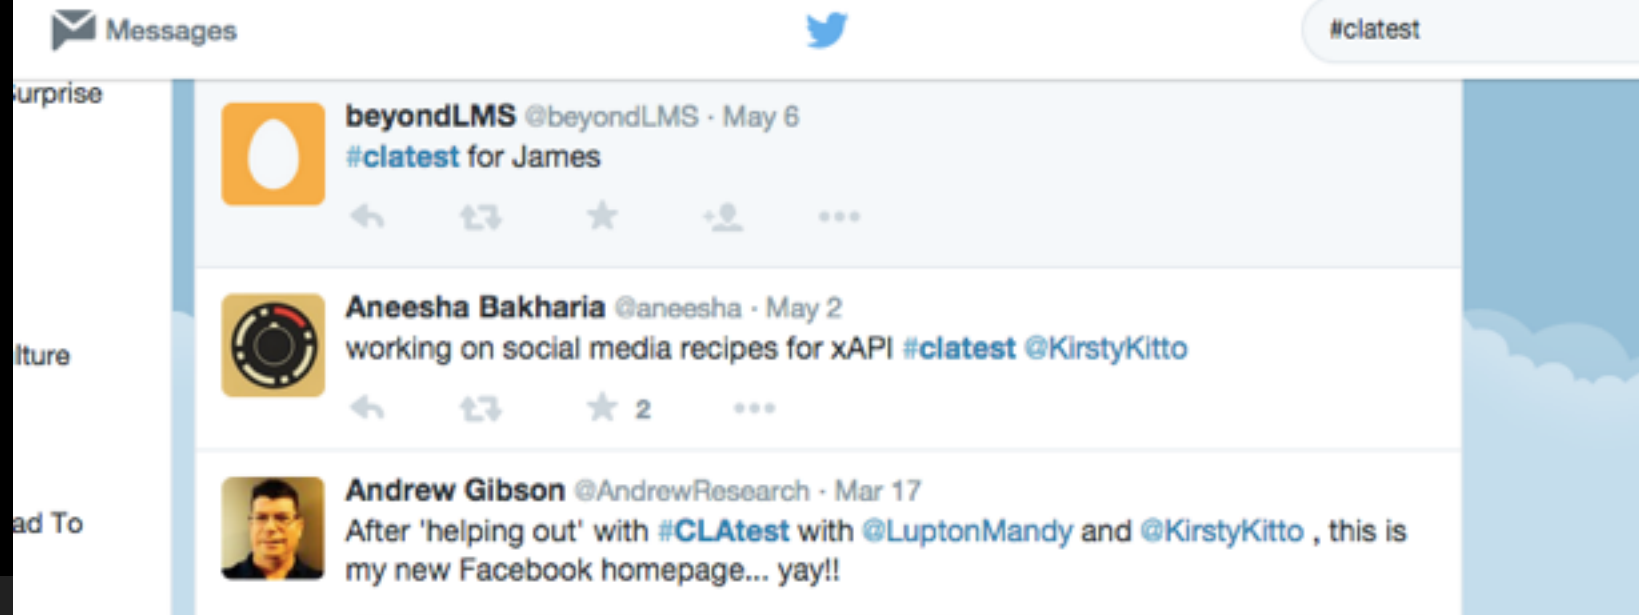 Messages
#clatest
urprise
beyondLMS @beyondLMS · May 6
#clatest for James
Aneesha Bakharia @aneesha · May 2
working on social media recipes for xAPI #clatest @KirstyKitto
lture
2
Andrew Gibson @AndrewResearch · Mar 17
After 'helping out' with #CLAtest with @LuptonMandy and @KirstyKitto , this is
ad To
my new Facebook homepage... yay!!